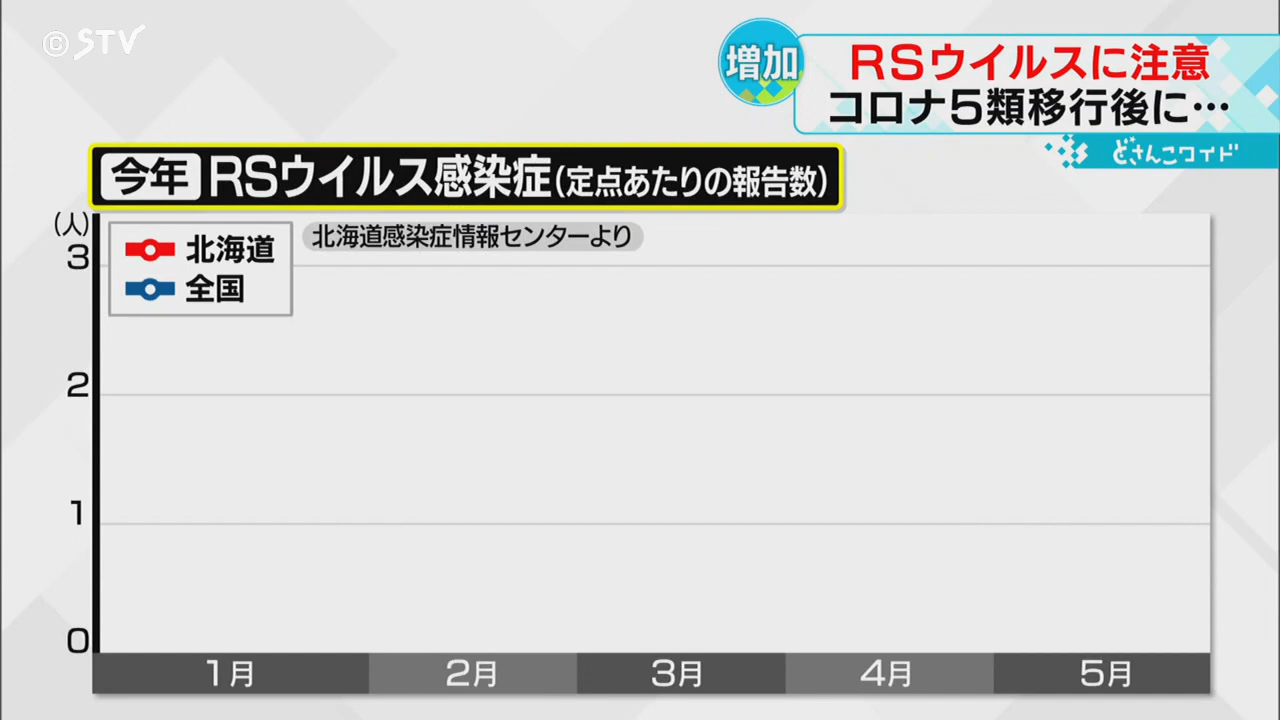 ©STV
増加
RSウイルスに注意
コロナ5類移行後に…
どさんこワイド
今年 RSウイルス感染症(定点あたりの報告数)
(人)
北海道感染症情報センターより
北海道
全国
3
2
1
0
1月 2月 3月 4月 5月